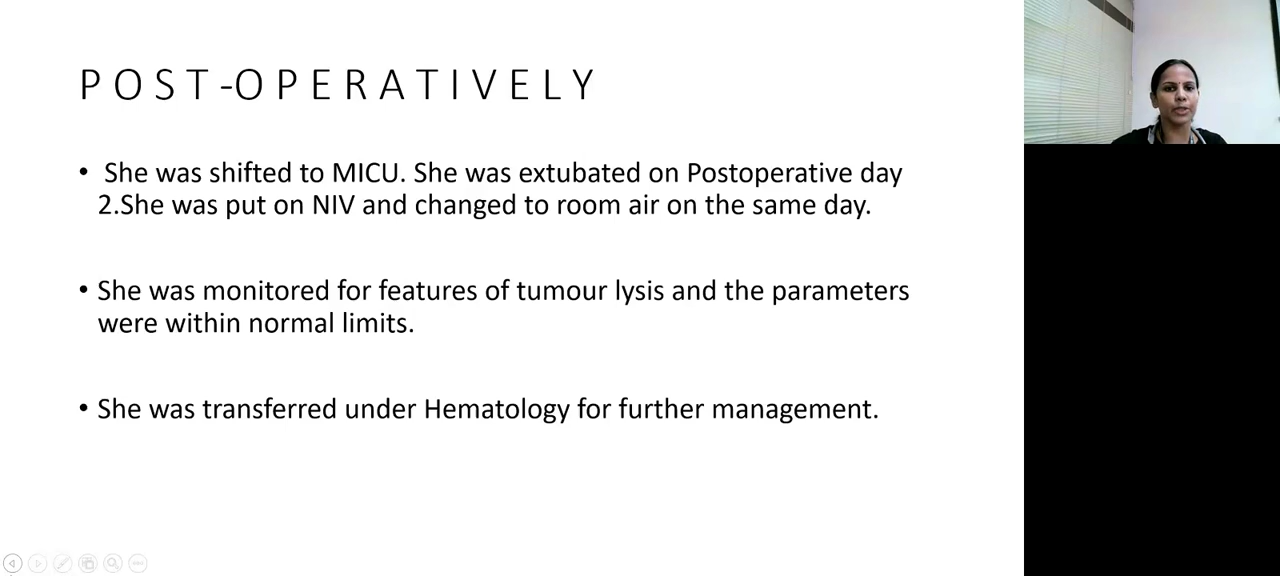 POST-OPERATIVELY
• She was shifted to MICU. She was extubated on Postoperative day
2.She was put on NIV and changed to room air on the same day.
• She was monitored for features of tumour lysis and the parameters
were within normal limits.
• She was transferred under Hematology for further management.